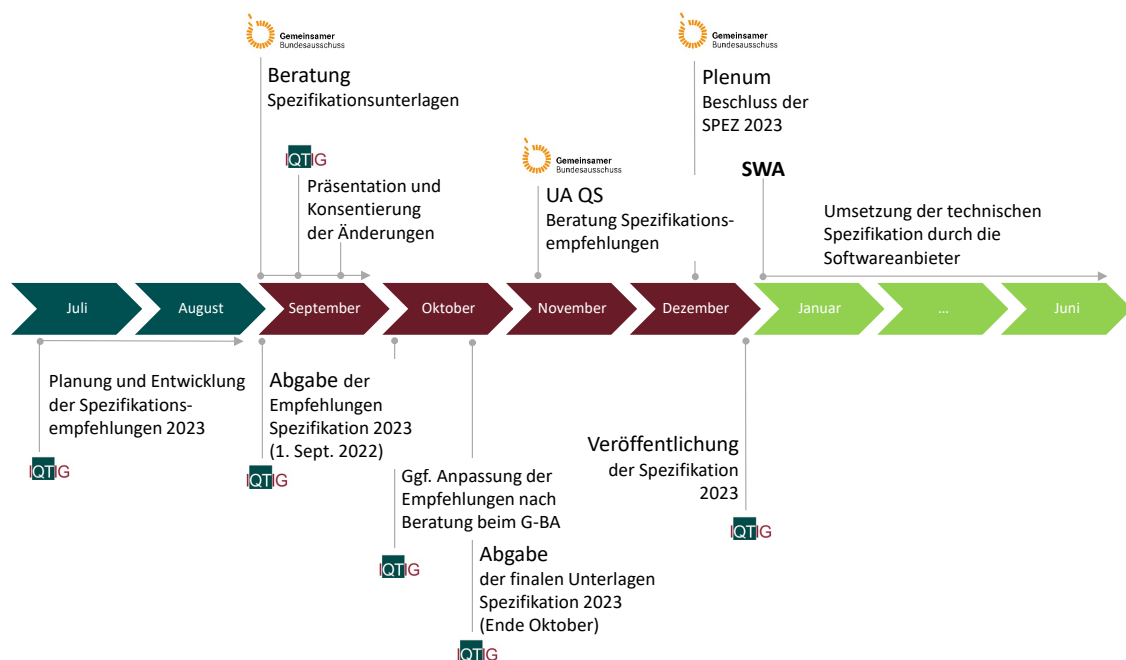 Gemeinsamer
Bundesausschuss
Beratung
Spezifikationsunterlagen
IQTIG
Präsentation und
Konsentierung
der Änderungen
Gemeinsamer
Bundesausschuss
UA QS
Beratung Spezifikations-
empfehlungen
Gemeinsamer
Bundesausschuss
Plenum
Beschluss der
SPEZ 2023
SWA
Umsetzung der technischen
Spezifikation durch die
Softwareanbieter
Juli
August
September
Oktober
November
Dezember
Januar
...
Juni
Planung und Entwicklung
der Spezifikations-
empfehlungen 2023
IQTIG
Abgabe der
Empfehlungen
Spezifikation 2023
(1. Sept. 2022)
IQTIG
Ggf. Anpassung der
Empfehlungen nach
Beratung beim G-BA
IQTIG
Abgabe
der finalen Unterlagen
Spezifikation 2023
(Ende Oktober)
IQTIG
Veröffentlichung
der Spezifikation
2023
IQTIG